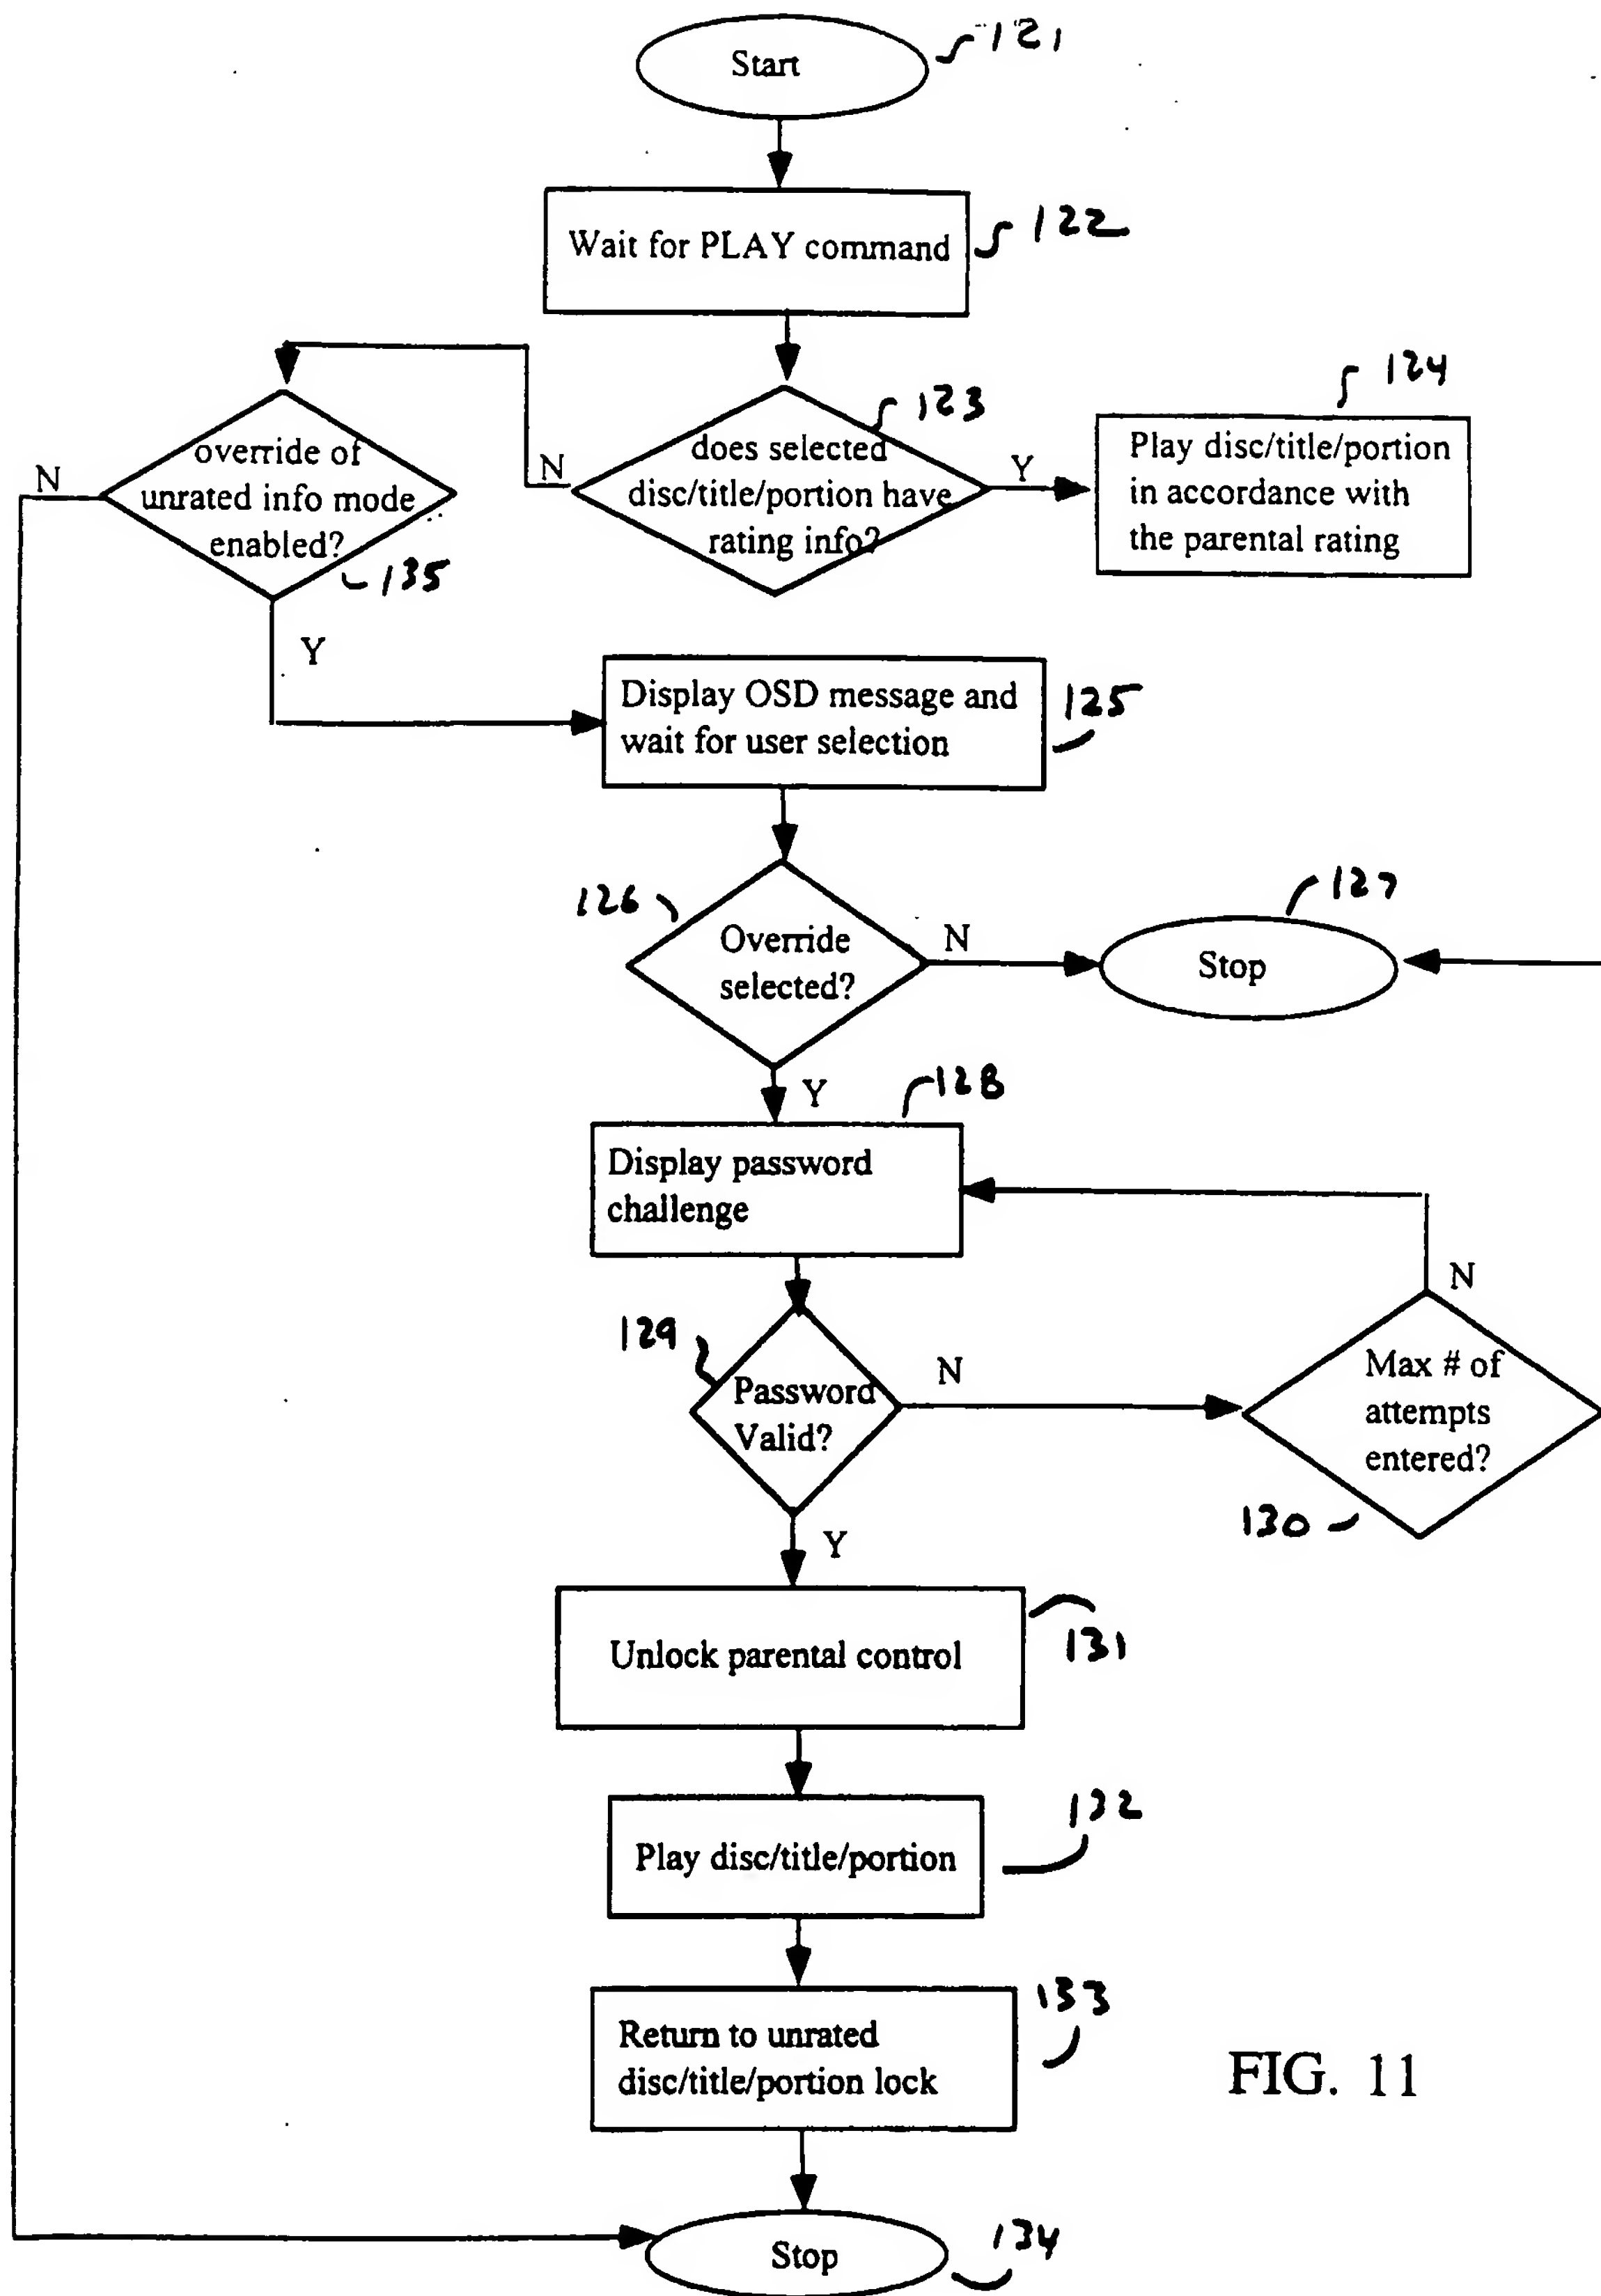 Start
121
Wait for PLAY command
122
123
124
override of
unrated info mode
enabled?
135
N
does selected
disc/title/portion have
rating info?
N
Y
Play disc/title/portion
in accordance with
the parental rating
Y
Display OSD message and
wait for user selection
125
126
Override
selected?
N
127
Stop
Y
128
Display password
challenge
N
129
Password
Valid?
N
Max # of
attempts
entered?
130
Y
Unlock parental control
131
Play disc/title/portion
132
Return to unrated
disc/title/portion lock
133
FIG. 11
Stop
134